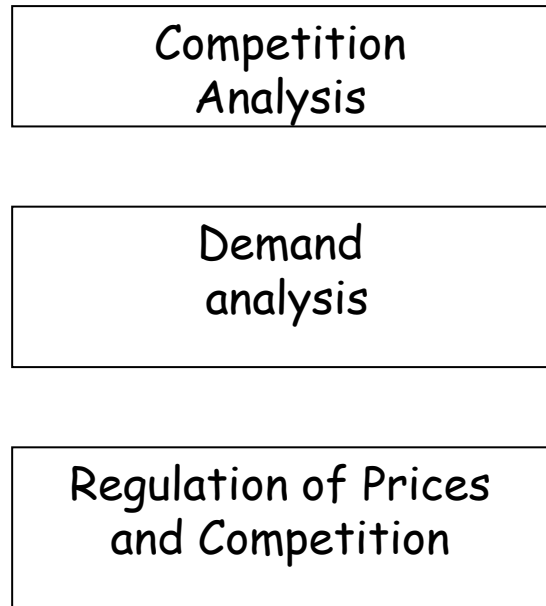 Competition
Analysis
Demand
analysis
Regulation of Prices
and Competition